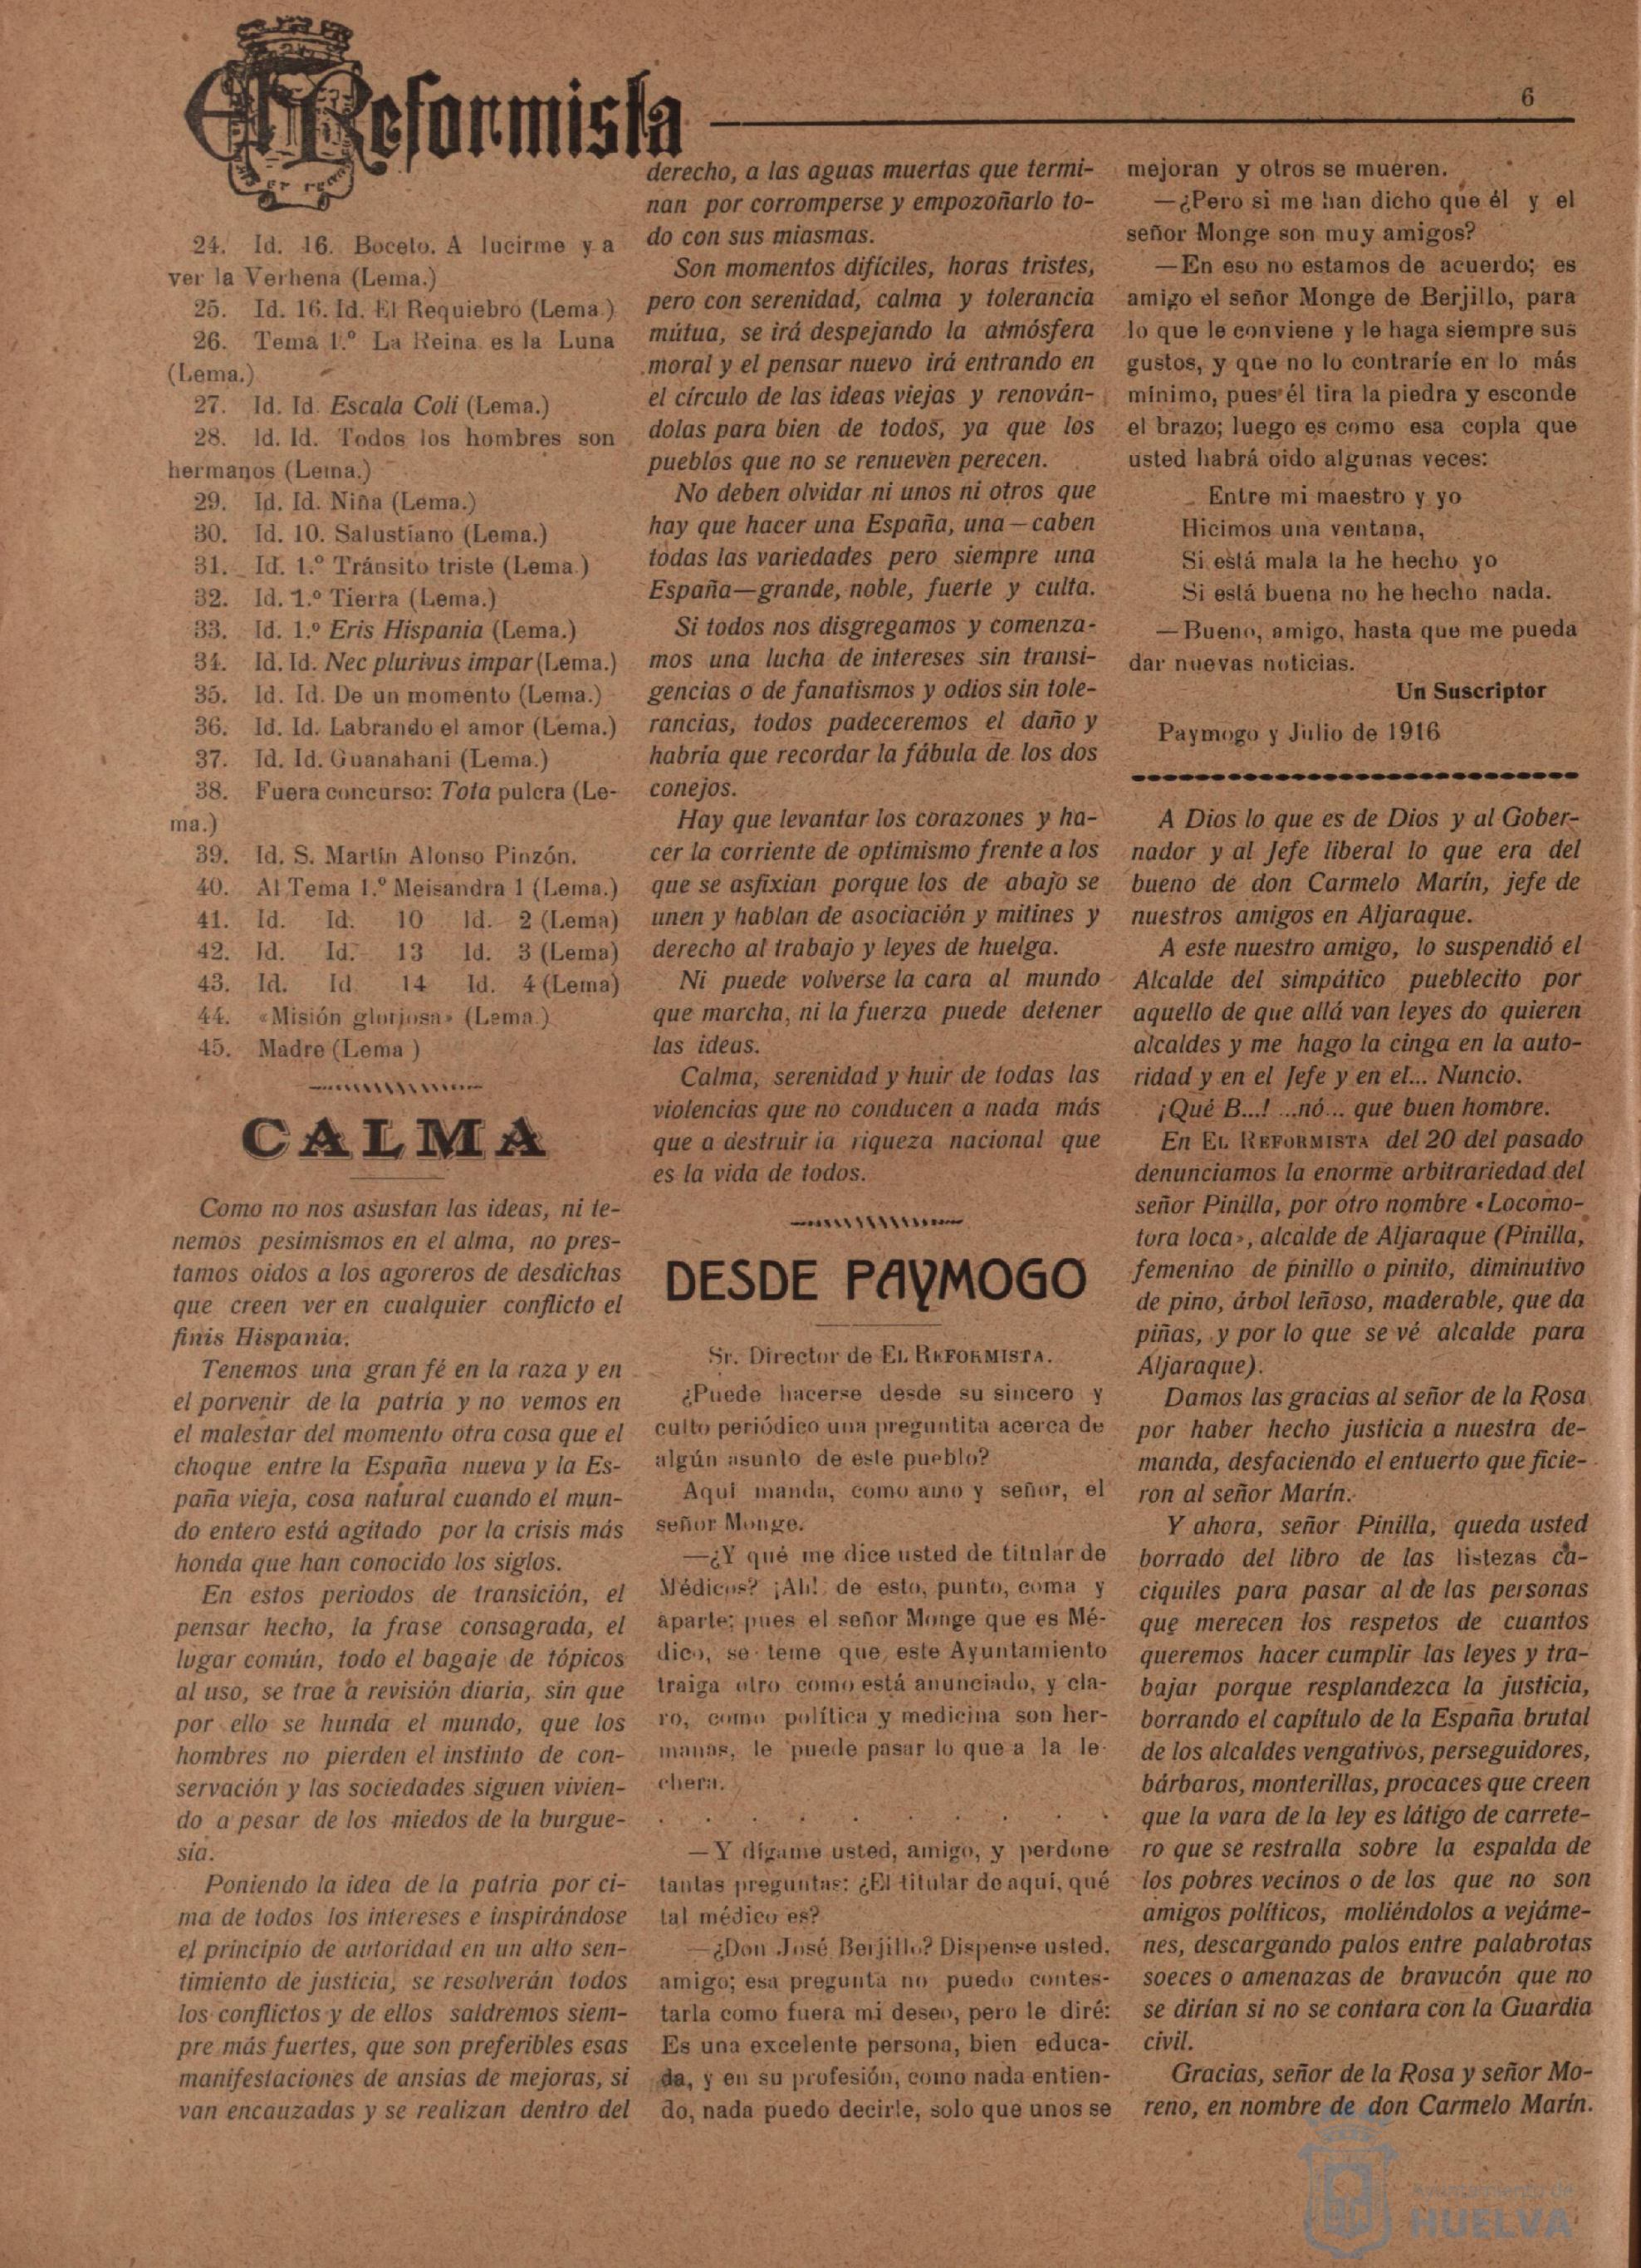 El Reformista
6
24. Id. 16. Boceto. A lucirme y a
ver la Verhena (Lema.)
25. Id. 16. Id. El Requiebro (Lema.)
26. Tema 1.º La Reina es la Luna
(Lema.)
27. Id. Id. Escala Coli (Lema.)
28. Id. Id. Todos los hombres son
hermanos (Lema.)
29. Id. Id. Niña (Lema.)
30. Id. 10. Salustiano (Lema.)
31. Id. 1.º Tránsito triste (Lema.)
32. Id. 1.º Tierra (Lema.)
33. Id. 1.º Eris Hispania (Lema.)
34. Id. Id. Nec plurivus impar (Lema.)
35. Id. Id. De un momento (Lema.)
36. Id. Id. Labrando el amor (Lema.)
37. Id. Id. Guanahani (Lema.)
38. Fuera concurso: Tota pulcra (Le-
ma.)
39. Id. S. Martín Alonso Pinzón.
40. Al Tema 1.º Meisandra 1 (Lema.)
41. Id. Id. 10 Id. 2 (Lema)
42. Id. Id. 13 Id. 3 (Lema)
43. Id. Id. 14 Id. 4 (Lema)
44. «Misión gloriosa» (Lema.)
45. Madre (Lema )
CALMA
Como no nos asustan las ideas, ni te-
nemos pesimismos en el alma, no pres-
tamos oidos a los agoreros de desdichas
que creen ver en cualquier conflicto el
finis Hispania.
Tenemos una gran fé en la raza y en
el porvenir de la patria y no vemos en
el malestar del momento otra cosa que el
choque entre la España nueva y la Es-
paña vieja, cosa natural cuando el mun-
do entero está agitado por la crisis más
honda que han conocido los siglos.
En estos periodos de transición, el
pensar hecho, la frase consagrada, el
lugar común, todo el bagaje de tópicos
al uso, se trae a revisión diaria, sin que
por ello se hunda el mundo, que los
hombres no pierden el instinto de con-
servación y las sociedades siguen vivien-
do a pesar de los miedos de la burgue-
sía.
Poniendo la idea de la patria por ci-
ma de todos los intereses e inspirándose
el principio de autoridad en un alto sen-
timiento de justicia, se resolverán todos
los conflictos y de ellos saldremos siem-
pre más fuertes, que son preferibles esas
manifestaciones de ansias de mejoras, si
van encauzadas y se realizan dentro del
derecho, a las aguas muertas que termi-
nan por corromperse y empozoñarlo to-
do con sus miasmas.
Son momentos difíciles, horas tristes,
pero con serenidad, calma y tolerancia
mútua, se irá despejando la atmósfera
moral y el pensar nuevo irá entrando en
el círculo de las ideas viejas y renován-
dolas para bien de todos, ya que los
pueblos que no se renueven perecen.
No deben olvidar ni unos ni otros que
hay que hacer una España, una—caben
todas las variedades pero siempre una
España—grande, noble, fuerte y culta.
Si todos nos disgregamos y comenza-
mos una lucha de intereses sin transi-
gencias o de fanatismos y odios sin tole-
rancias, todos padeceremos el daño y
habría que recordar la fábula de los dos
conejos.
Hay que levantar los corazones y ha-
cer la corriente de optimismo frente a los
que se asfixian porque los de abajo se
unen y hablan de asociación y mitines y
derecho al trabajo y leyes de huelga.
Ni puede volverse la cara al mundo
que marcha, ni la fuerza puede detener
las ideas.
Calma, serenidad y huir de todas las
violencias que no conducen a nada más
que a destruir la riqueza nacional que
es la vida de todos.
DESDE PAYMOGO
Sr. Director de EL REFORMISTA.
¿Puede hacerse desde su sincero y
culto periódico una preguntita acerca de
algún asunto de este pueblo?
Aquí manda, como amo y señor, el
señor Monge.
—¿Y qué me dice usted de titular de
Médicos? ¡Ah! de esto, punto, coma y
aparte; pues el señor Monge que es Mé-
dico, se teme que este Ayuntamiento
traiga otro como está anunciado, y cla-
ro, como política y medicina son her-
manas, le puede pasar lo que a la le-
chera.
. . . . . . . . . .
—Y dígame usted, amigo, y perdone
tantas preguntas: ¿El titular de aquí, qué
tal médico es?
—¿Don José Berjillo? Dispense usted,
amigo; esa pregunta no puedo contes-
tarla como fuera mi deseo, pero le diré:
Es una excelente persona, bien educa-
da, y en su profesión, como nada entien-
do, nada puedo decirle, solo que unos se
mejoran y otros se mueren.
—¿Pero si me han dicho que él y el
señor Monge son muy amigos?
—En eso no estamos de acuerdo; es
amigo el señor Monge de Berjillo, para
lo que le conviene y le haga siempre sus
gustos, y que no lo contraríe en lo más
mínimo, pues él tira la piedra y esconde
el brazo; luego es como esa copla que
usted habrá oido algunas veces:
Entre mi maestro y yo
Hicimos una ventana,
Si está mala la he hecho yo
Si está buena no he hecho nada.
—Bueno, amigo, hasta que me pueda
dar nuevas noticias.
Un Suscriptor
Paymogo y Julio de 1916
A Dios lo que es de Dios y al Gober-
nador y al Jefe liberal lo que era del
bueno de don Carmelo Marín, jefe de
nuestros amigos en Aljaraque.
A este nuestro amigo, lo suspendió el
Alcalde del simpático pueblecito por
aquello de que allá van leyes do quieren
alcaldes y me hago la cinga en la auto-
ridad y en el Jefe y en el... Nuncio.
¡Qué B...! ...nó... que buen hombre.
En EL REFORMISTA del 20 del pasado
denunciamos la enorme arbitrariedad del
señor Pinilla, por otro nombre «Locomo-
tora loca», alcalde de Aljaraque (Pinilla,
femenino de pinillo o pinito, diminutivo
de pino, árbol leñoso, maderable, que da
piñas, y por lo que se vé alcalde para
Aljaraque).
Damos las gracias al señor de la Rosa
por haber hecho justicia a nuestra de-
manda, desfaciendo el entuerto que ficie-
ron al señor Marín.
Y ahora, señor Pinilla, queda usted
borrado del libro de las listezas ca-
ciquiles para pasar al de las personas
que merecen los respetos de cuantos
queremos hacer cumplir las leyes y tra-
bajar porque resplandezca la justicia,
borrando el capítulo de la España brutal
de los alcaldes vengativos, perseguidores,
bárbaros, monterillas, procaces que creen
que la vara de la ley es látigo de carrete-
ro que se restralla sobre la espalda de
los pobres vecinos o de los que no son
amigos políticos, moliéndolos a vejáme-
nes, descargando palos entre palabrotas
soeces o amenazas de bravucón que no
se dirían si no se contara con la Guardia
civil.
Gracias, señor de la Rosa y señor Mo-
reno, en nombre de don Carmelo Marín.
Ayuntamiento de
HUELVA